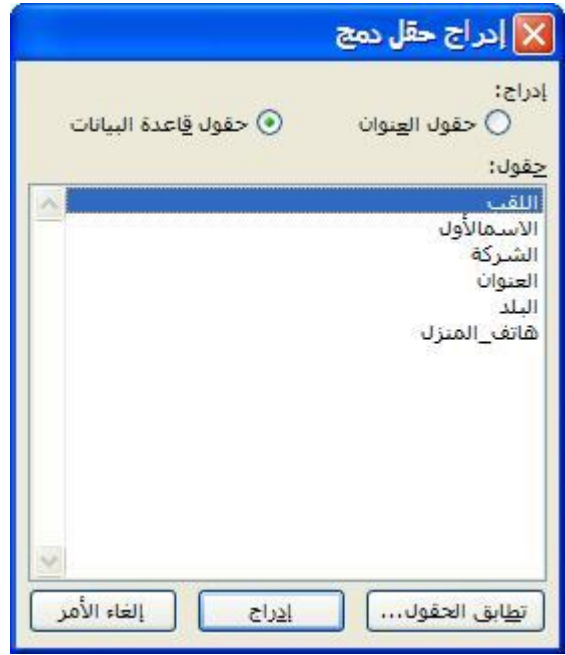 إدراج حقل دمج
إدراج:
حقول العنوان
حقول قاعدة البيانات
حقول:
اللقب
الاسمالأول
الشركة
العنوان
البلد
هاتف_المنزل
تطابق الحقول...
إدراج
إلغاء الأمر